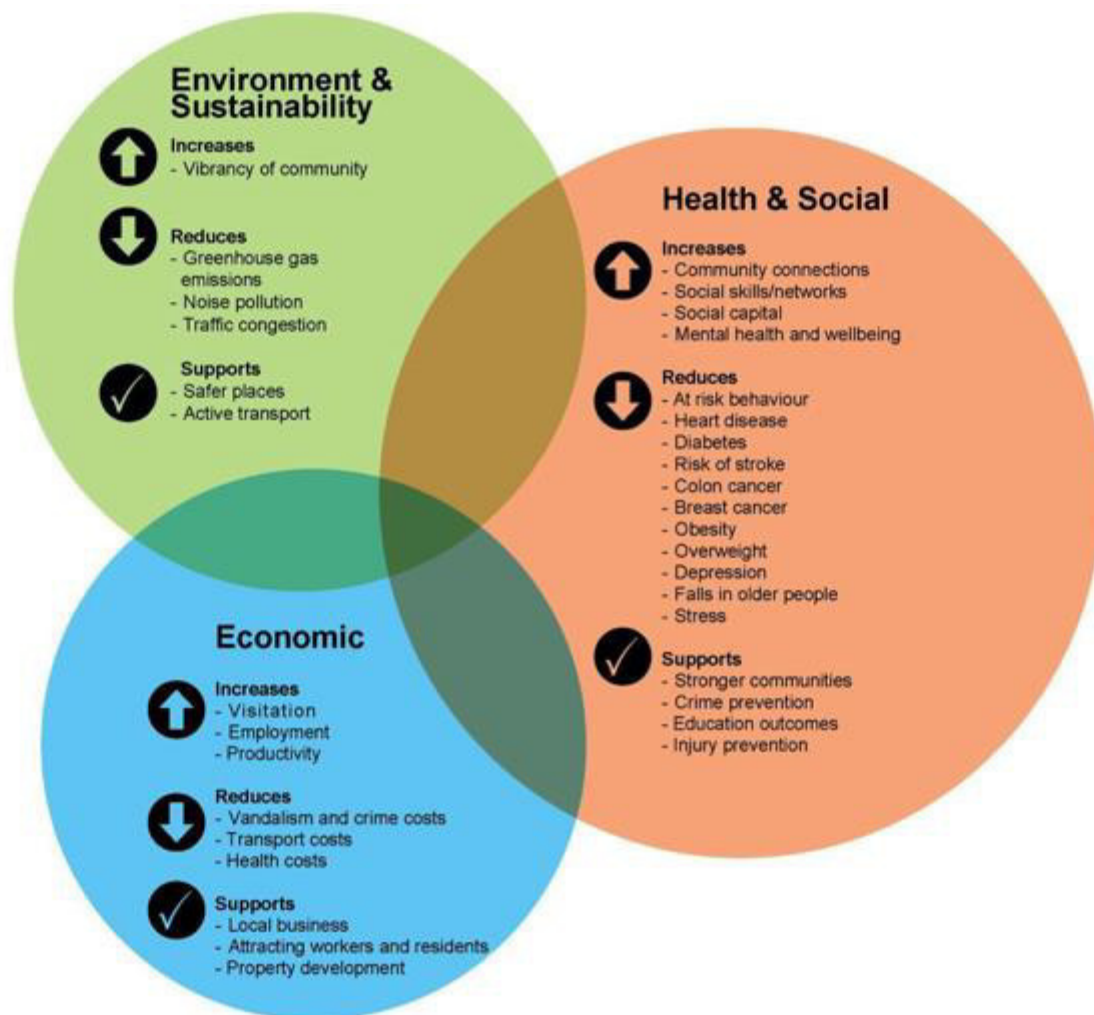 Environment &
Sustainability
Increases
- Vibrancy of community
Reduces
- Greenhouse gas
emissions
- Noise pollution
- Traffic congestion
Supports
- Safer places
- Active transport
Health & Social
Increases
- Community connections
- Social skills/networks
- Social capital
- Mental health and wellbeing
Reduces
- At risk behaviour
- Heart disease
- Diabetes
- Risk of stroke
- Colon cancer
- Breast cancer
- Obesity
- Overweight
- Depression
- Falls in older people
- Stress
Supports
- Stronger communities
- Crime prevention
- Education outcomes
- Injury prevention
Economic
Increases
- Visitation
- Employment
- Productivity
Reduces
- Vandalism and crime costs
- Transport costs
- Health costs
Supports
- Local business
- Attracting workers and residents
- Property development